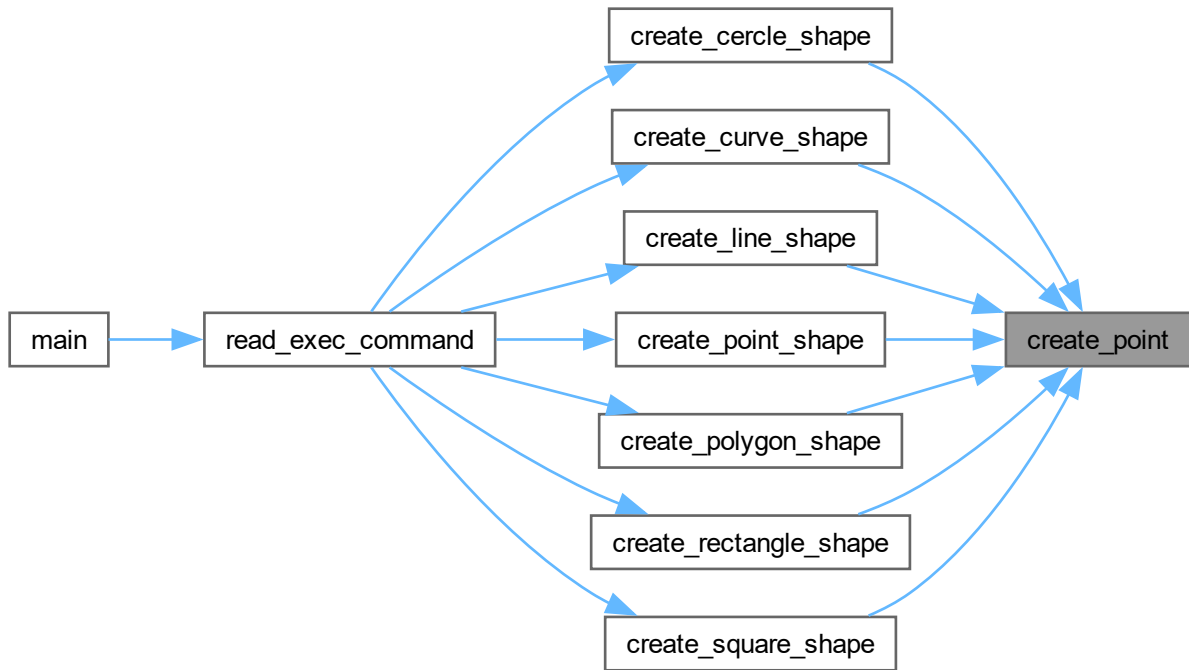 create_cercle_shape
create_curve_shape
create_line_shape
main
read_exec_command
create_point_shape
create_point
create_polygon_shape
create_rectangle_shape
create_square_shape